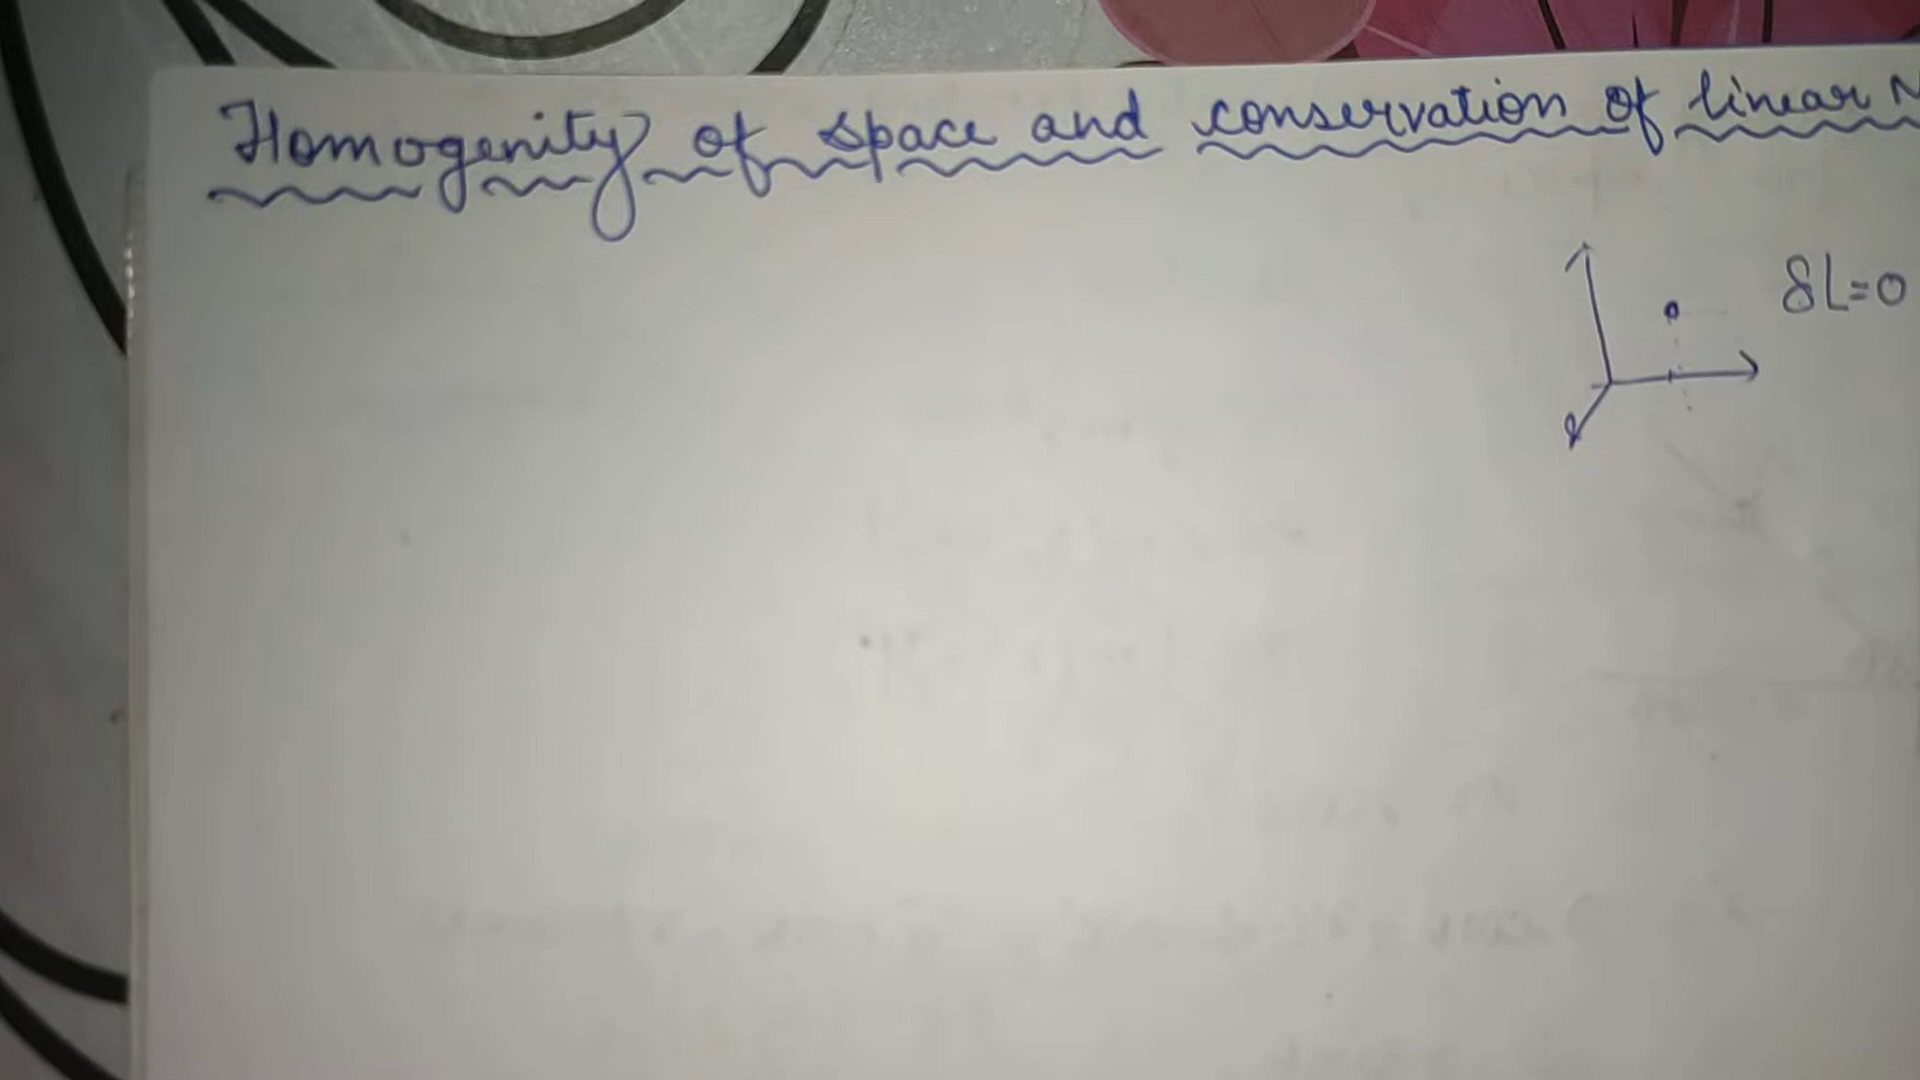 Homogenity of space and conservation of linear
δL=0